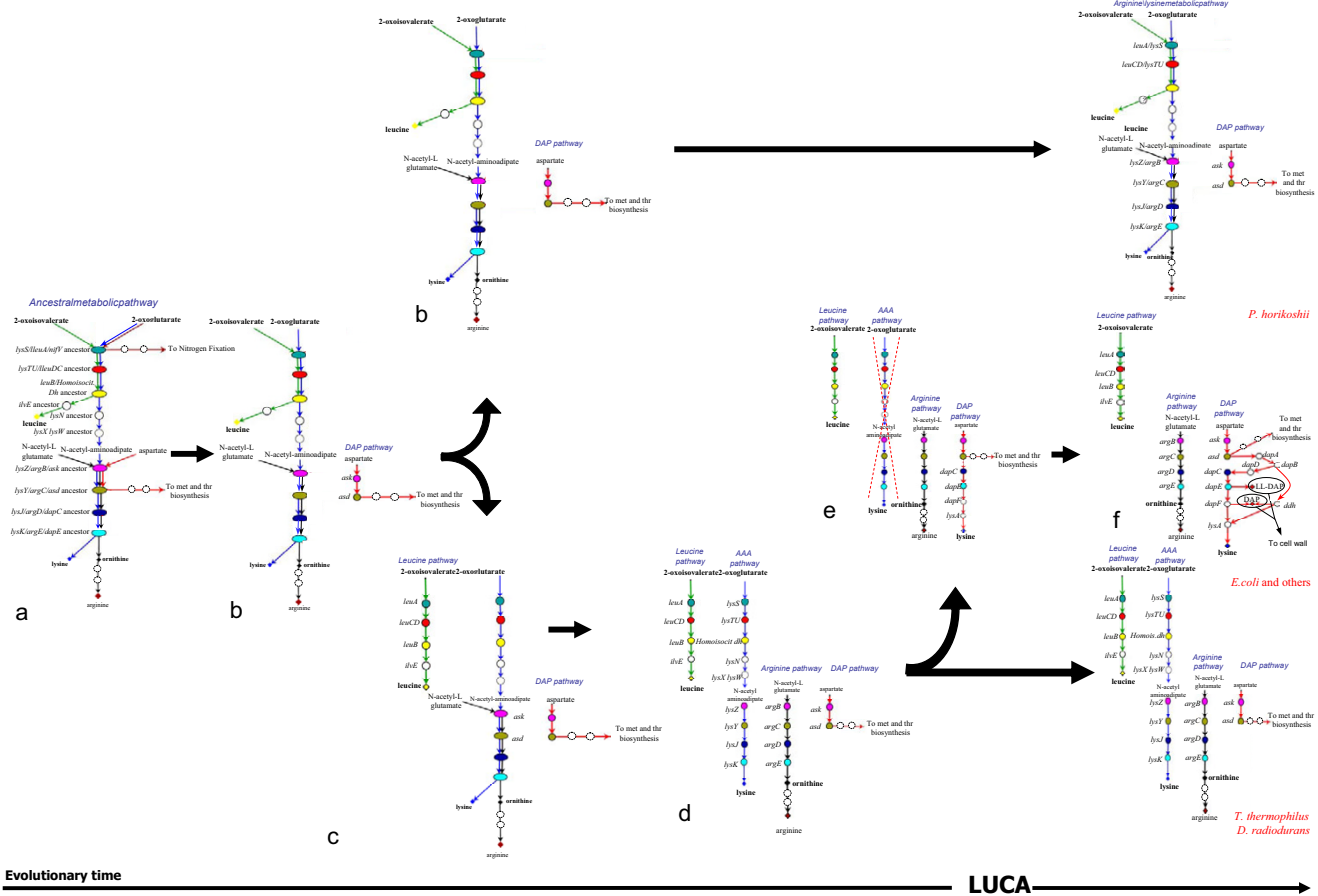 2-oxoisovalerate
2-oxoglutarate
leucine
N-acetyl-L
glutamate
N-acetyl-aminoadipate
DAP pathway
aspartate
To met and thr
biosynthesis
lysine
ornithine
arginine
b
Arginine\lysinemetabolicpathway
2-oxoisovalerate
2-oxoglutarate
leuA/lysS
leuCD/lysTU
leucine
leucine
N-acetyl-L
glutamate
N-acetyl-aminoadinate
lysZ/argB
lysY/argC
lysJ/argD
lysK/argE
DAP pathway
aspartate
ask
asd
To met
and thr
biosynthesis
lysine
ornithine
arginine
P. horikoshii
Ancestralmetabolicpathway
2-oxoisovalerate
2-oxoglutarate
lysS/lleuA/nifV ancestor
To Nitrogen Fixation
lysTU/lleuDC ancestor
leuB/Homoisocit.
Dh ancestor
ilvE ancestor
leucine
lysN ancestor
lysX lysW ancestor
N-acetyl-L
glutamate
N-acetyl-aminoadipate
aspartate
lysZ/argB/ask ancestor
lysY/argC/asd ancestor
To met and thr
biosynthesis
lysJ/argD/dapC ancestor
lysK/argE/dapE ancestor
lysine
ornithine
arginine
a
2-oxoisovalerate
2-oxoglutarate
leucine
N-acetyl-L
glutamate
N-acetyl-aminoadipate
DAP pathway
aspartate
ask
asd
To met and thr
biosynthesis
lysine
ornithine
arginine
b
Leucine pathway
2-oxoisovalerate
2-oxoglutarate
leuA
leuCD
leuB
ilvE
leucine
N-acetyl-L
glutamate
N-acetyl-aminodipate
ask
asd
DAP pathway
aspartate
To met and thr
biosynthesis
lysine
ornithine
arginine
c
Leucine
pathway
AAA
pathway
2-oxoisovalerate
2-oxoglutarate
leuA
leuCD
leuB
ilvE
leucine
lysS
lysTU
Homoisocit dh
lysN
lysX lysW
N-acetyl
aminoadipate
lysZ
lysY
lysJ
lysK
lysine
Arginine pathway
N-acetyl-L
glutamate
argB
argC
argD
argE
ornithine
arginine
DAP pathway
aspartate
ask
asd
To met and thr
biosynthesis
d
Leucine
pathway
AAA
pathway
2-oxoisovalerate
2-oxoglutarate
leucine
lysine
Arginine
pathway
N-acetyl-L
glutamate
ornithine
arginine
DAP
pathway
aspartate
To met and thr
biosynthesis
dapC
dapE
dapF
lysA
lysine
e
Leucine pathway
2-oxoisovalerate
leuA
leuCD
leuB
ilvE
leucine
Arginine
pathway
N-acetyl-L
glutamate
argB
argC
argD
argE
ornithine
arginine
DAP
pathway
aspartate
ask
asd
To met
and thr
biosynthesis
dapA
dapD
dapB
dapC
dapE
LL-DAP
DAP
dapF
ddh
lysA
lysine
To cell wall
f
E.coli and others
Leucine
pathway
AAA
pathway
2-oxoisovalerate
2-oxoglutarate
leuA
leuCD
leuB
ilvE
leucine
lysS
lysTU
Homois.dh
lysN
lysX lysW
N-acetyl
aminoadipate
lysZ
lysY
lysJ
lysK
lysine
Arginine
pathway
N-acetyl-L
glutamate
argB
argC
argD
argE
ornithine
arginine
DAP pathway
aspartate
ask
asd
To met and thr
biosynthesis
T. thermophilus
D. radiodurans
Evolutionary time
LUCA